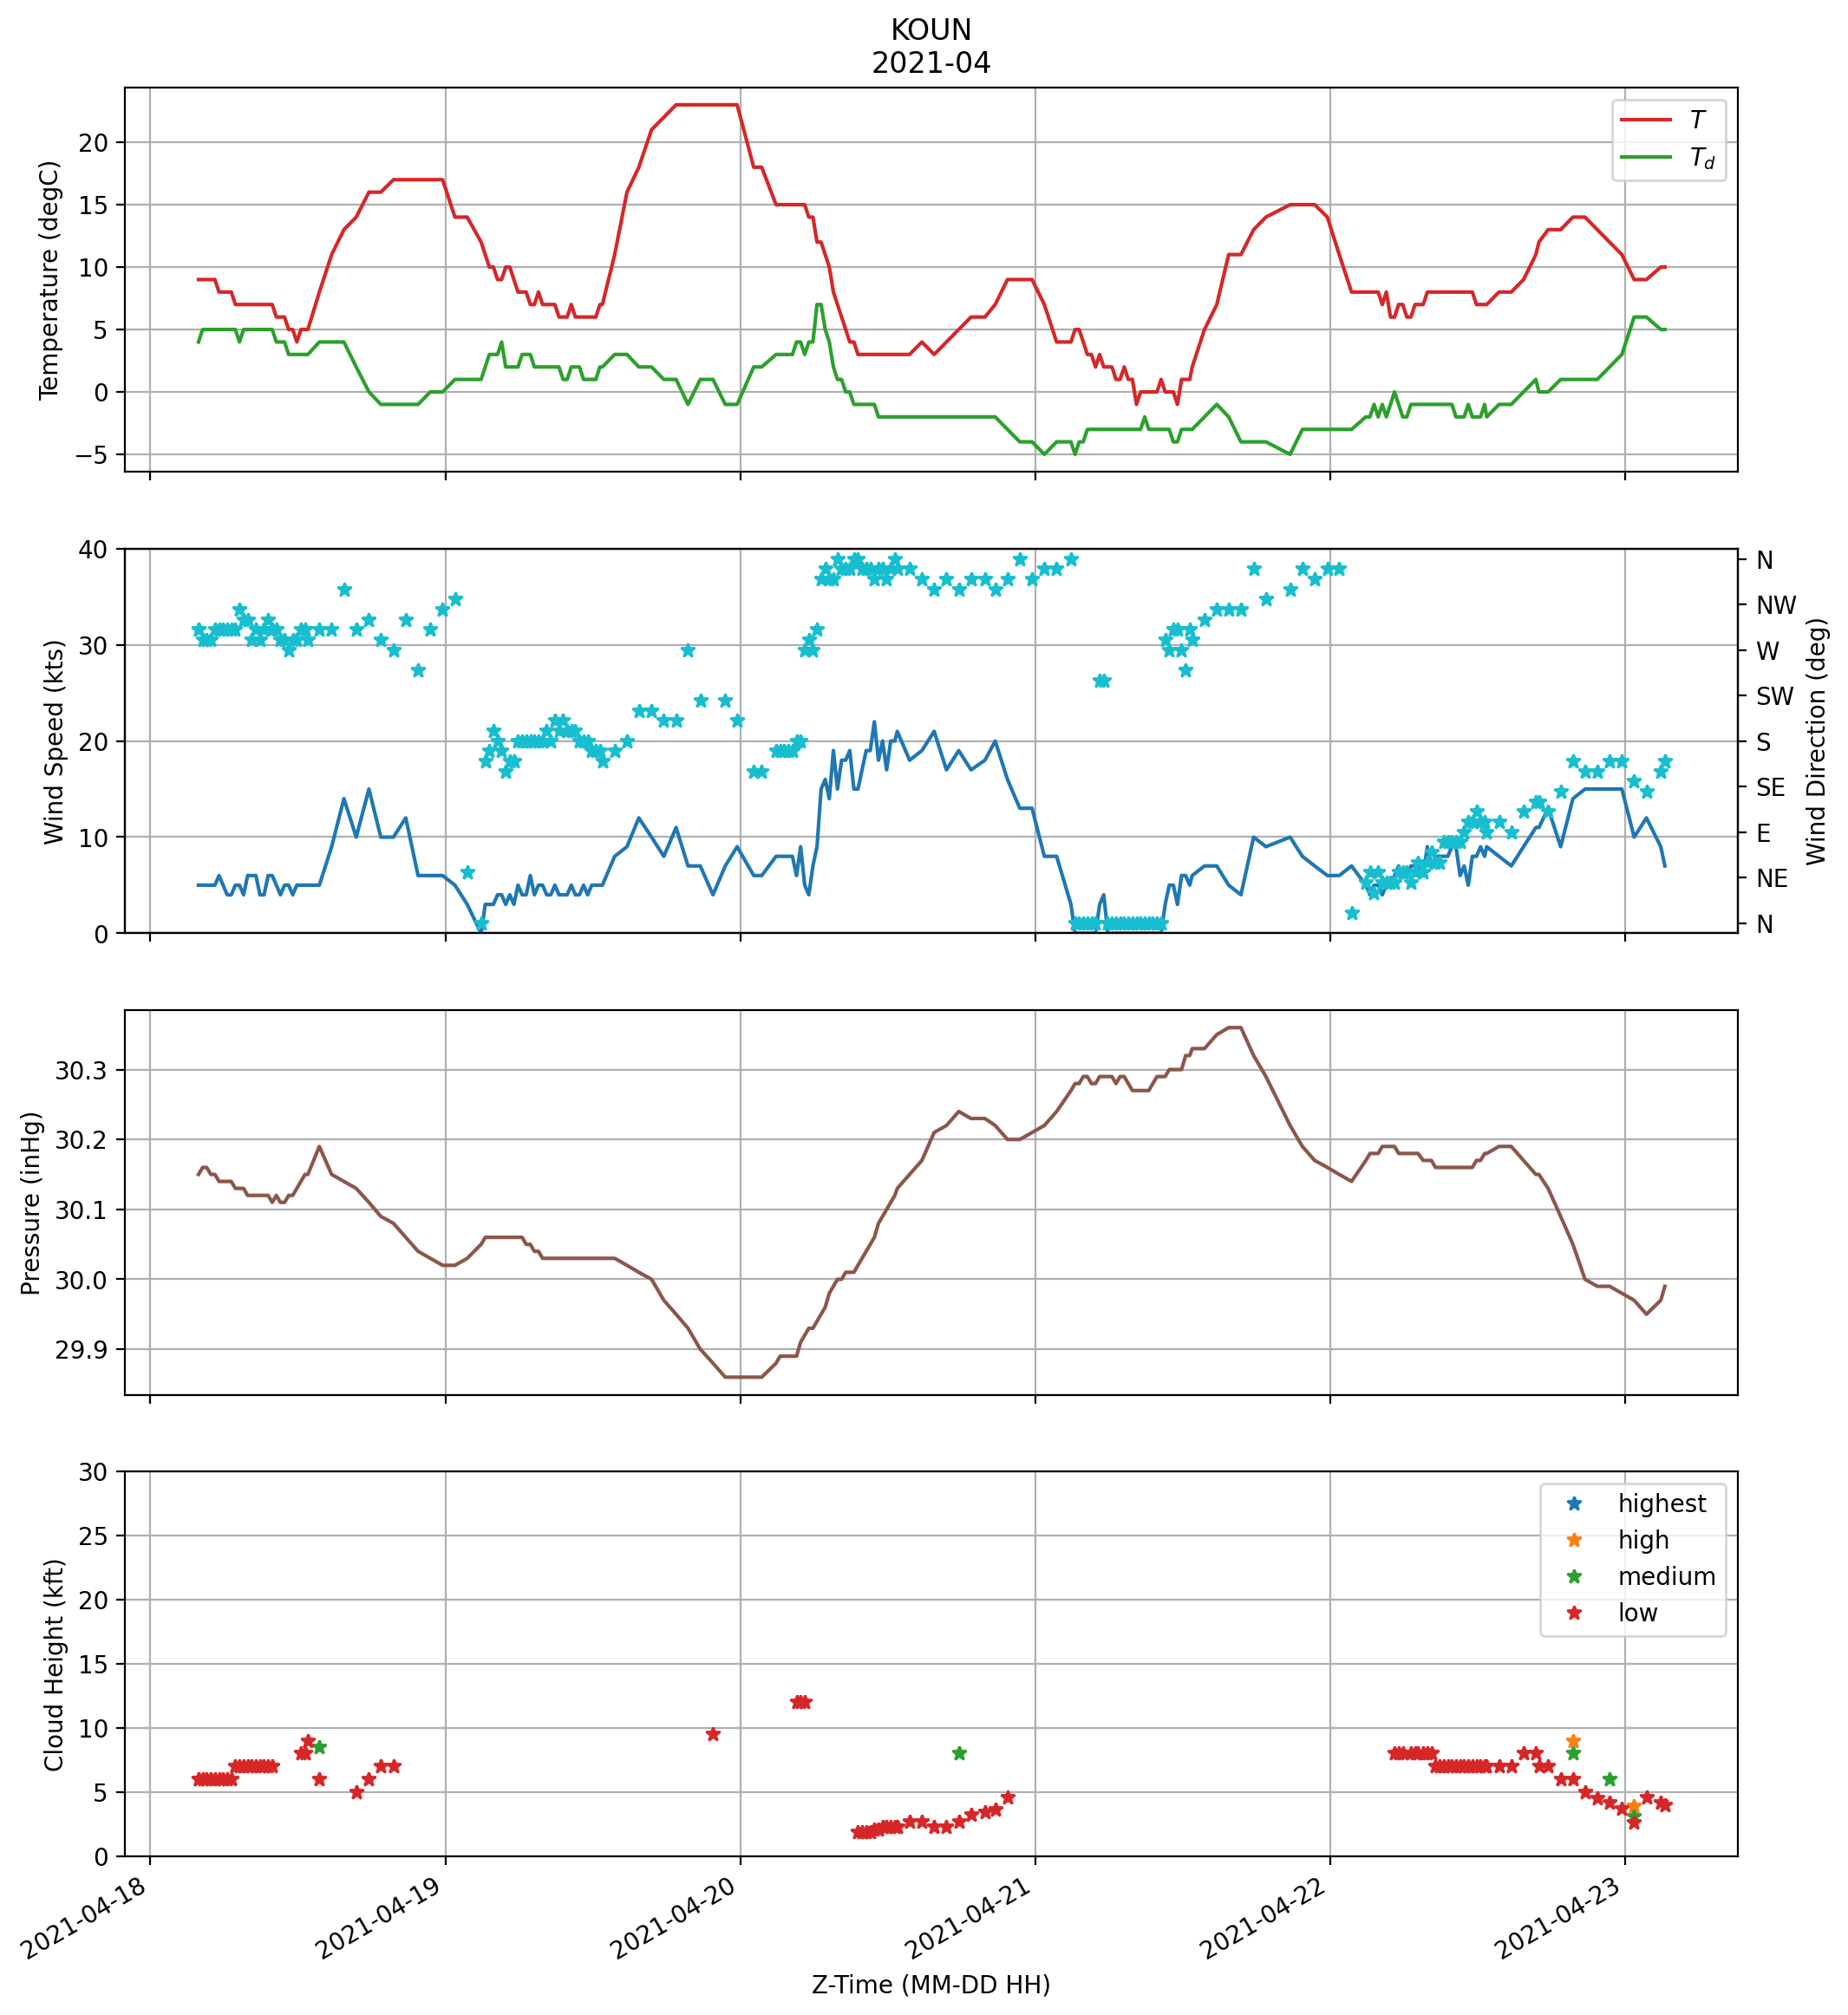 KOUN
2021-04
Temperature (degC)
20
15
10
5
0
−5
T
T_d
Wind Speed (kts)
40
30
20
10
0
N
NW
W
SW
S
SE
E
NE
N
Wind Direction (deg)
Pressure (inHg)
30.3
30.2
30.1
30.0
29.9
Cloud Height (kft)
30
25
20
15
10
5
0
highest
high
medium
low
2021-04-18
2021-04-19
2021-04-20
2021-04-21
2021-04-22
2021-04-23
Z-Time (MM-DD HH)